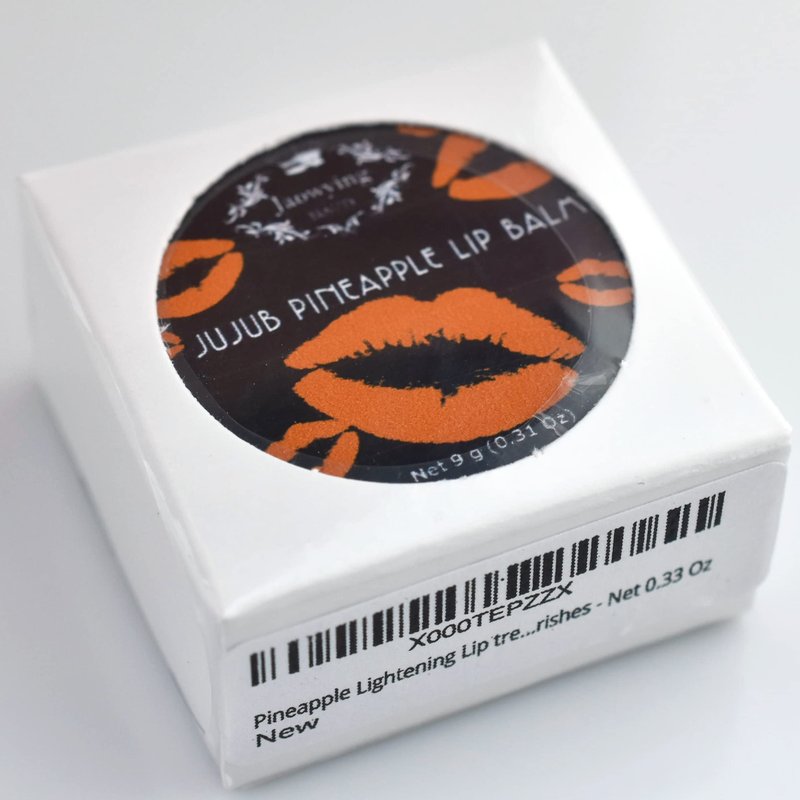 Jaowying
JUJUB PINEAPPLE LIP BALM
Net 9 g (0.31 Oz)
X000TEPZZX
Pineapple Lightening Lip tre...rishes - Net 0.33 Oz
New